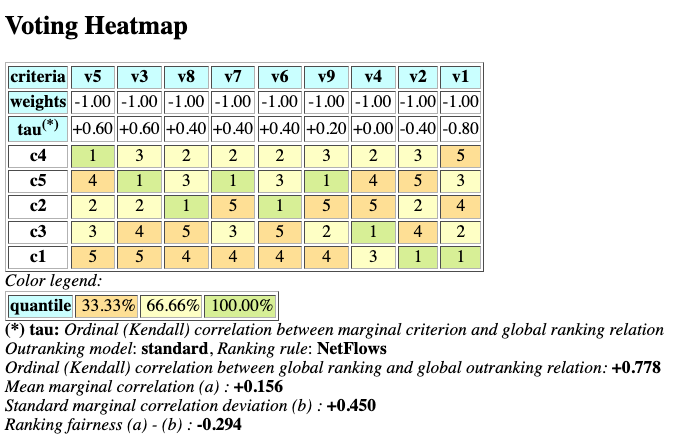 Voting Heatmap
criteria v5 v3 v8 v7 v6 v9 v4 v2 v1
weights -1.00 -1.00 -1.00 -1.00 -1.00 -1.00 -1.00 -1.00 -1.00
tau(*) +0.60 +0.60 +0.40 +0.40 +0.40 +0.20 +0.00 -0.40 -0.80
c4 1 3 2 2 2 3 2 3 5
c5 4 1 3 1 3 1 4 5 3
c2 2 2 1 5 1 5 5 2 4
c3 3 4 5 3 5 2 1 4 2
c1 5 5 4 4 4 4 3 1 1
Color legend:
quantile 33.33% 66.66% 100.00%
(*) tau: Ordinal (Kendall) correlation between marginal criterion and global ranking relation
Outranking model: standard, Ranking rule: NetFlows
Ordinal (Kendall) correlation between global ranking and global outranking relation: +0.778
Mean marginal correlation (a) : +0.156
Standard marginal correlation deviation (b) : +0.450
Ranking fairness (a) - (b) : -0.294